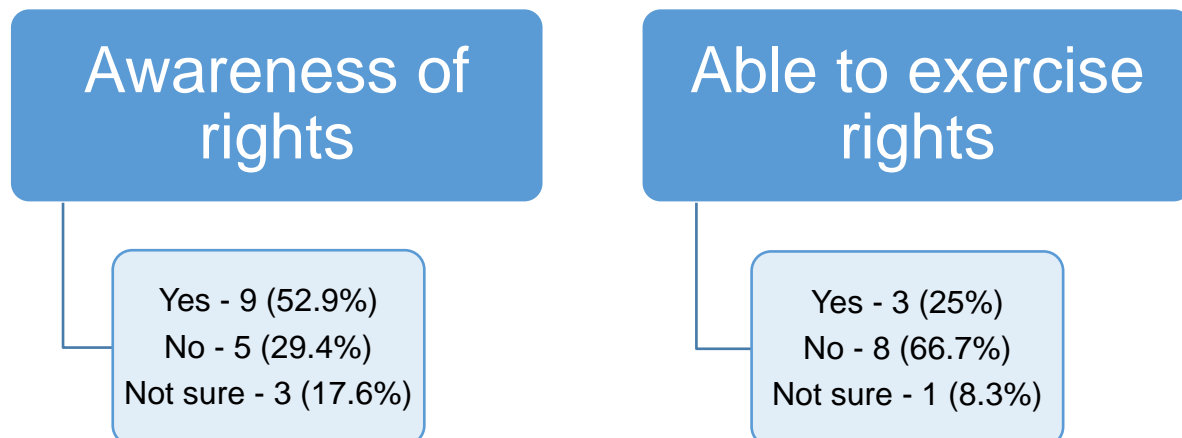 Awareness of
rights
Yes - 9 (52.9%)
No - 5 (29.4%)
Not sure - 3 (17.6%)
Able to exercise
rights
Yes - 3 (25%)
No - 8 (66.7%)
Not sure - 1 (8.3%)